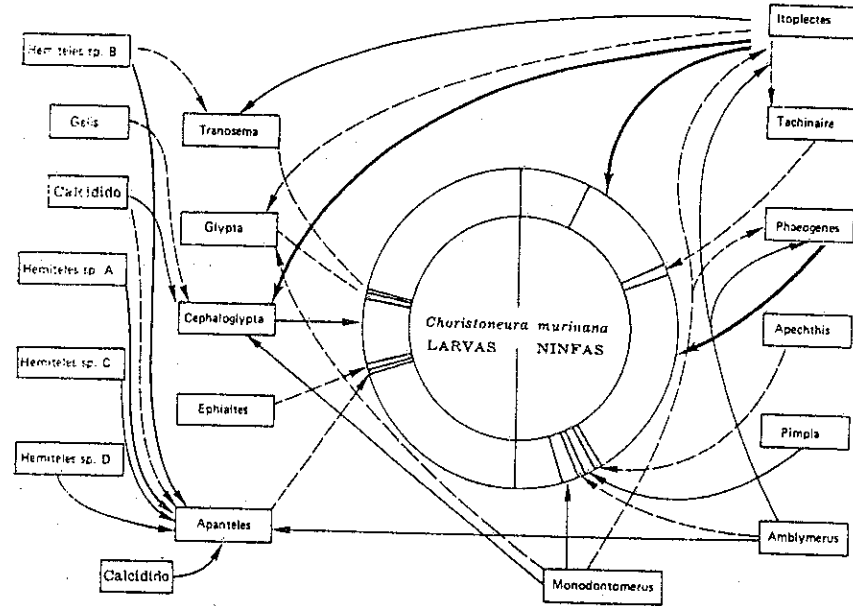 Itoplectes
Hemiteles sp. B
Gelis
Tranosema
Tachinaire
Calcidido
Glypta
Phaeogenes
Hemiteles sp. A
Cephaloglypta
Choristoneura murinana
LARVAS NINFAS
Apechthis
Hemiteles sp. C
Ephialtes
Pimpla
Hemiteles sp. D
Apanteles
Amblymerus
Calcidido
Monodontomerus